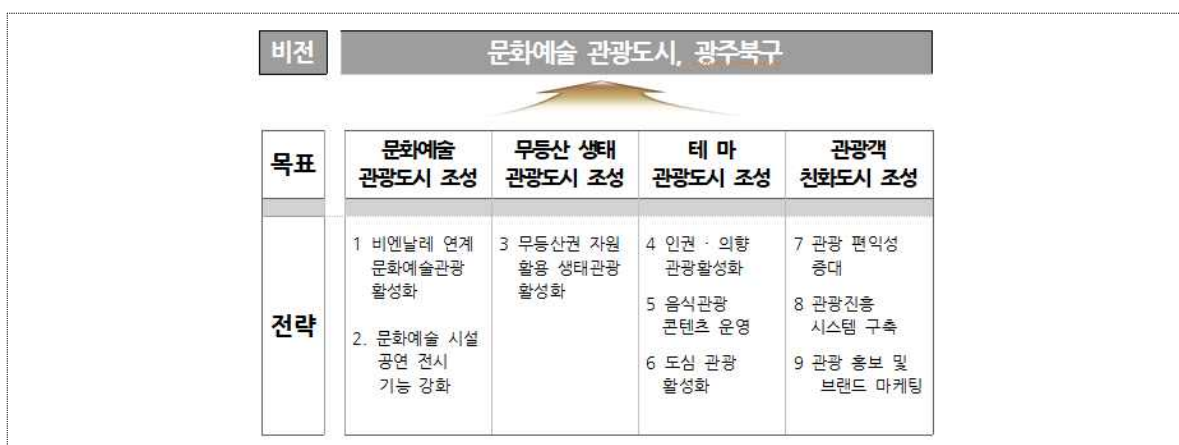 비전
문화예술 관광도시, 광주북구
목표
문화예술
관광도시 조성
무등산 생태
관광도시 조성
테 마
관광도시 조성
관광객
친화도시 조성
전략
1 비엔날레 연계
문화예술관광
활성화
2. 문화예술 시설
공연 전시
기능 강화
3 무등산권 자원
활용 생태관광
활성화
4 인권 · 의향
관광활성화
5 음식관광
콘텐츠 운영
6 도심 관광
활성화
7 관광 편익성
증대
8 관광진흥
시스템 구축
9 관광 홍보 및
브랜드 마케팅